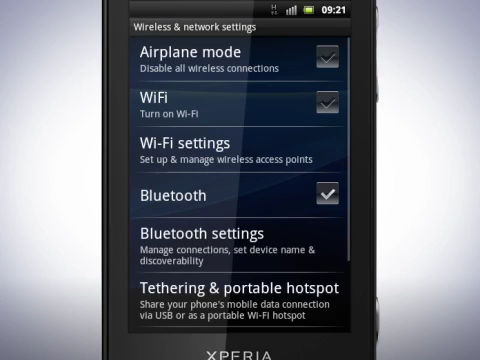 H
09:21
Wireless & network settings
Airplane mode
Disable all wireless connections
WiFi
Turn on Wi-Fi
Wi-Fi settings
Set up & manage wireless access points
Bluetooth
Bluetooth settings
Manage connections, set device name &
discoverability
Tethering & portable hotspot
Share your phone's mobile data connection
via USB or as a portable Wi-Fi hotspot
XPERIA